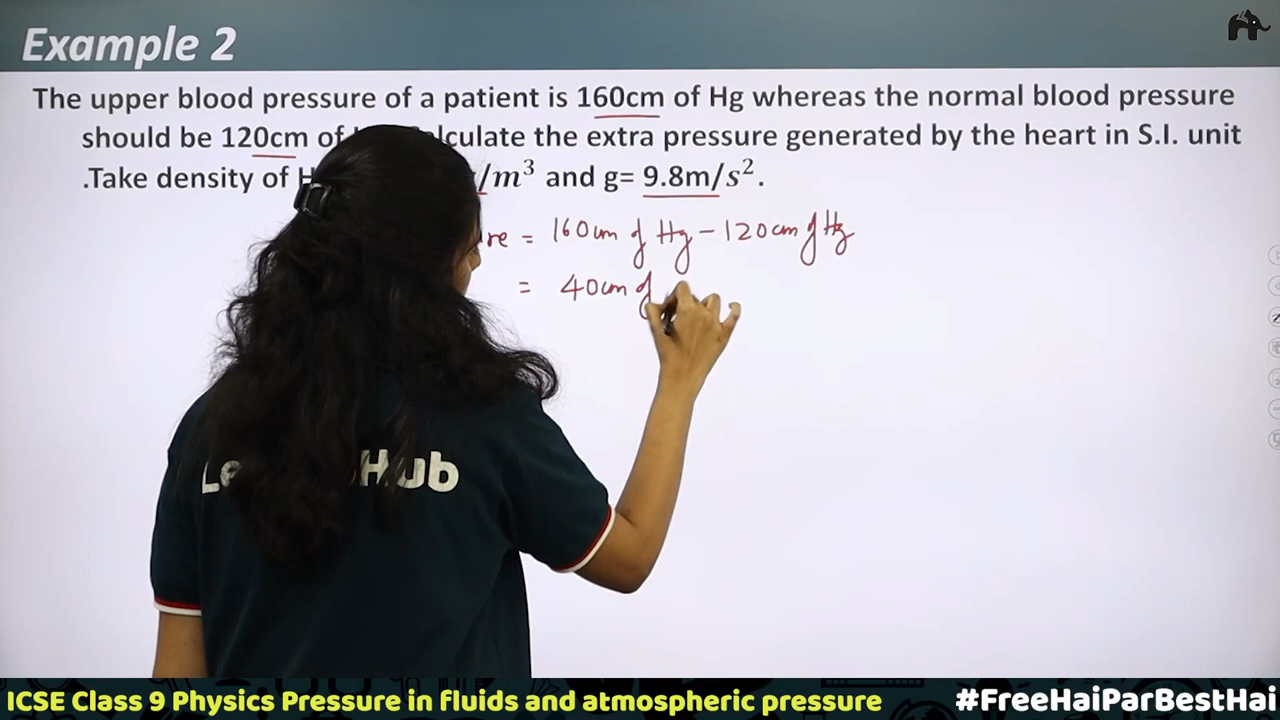 Example 2
The upper blood pressure of a patient is 160cm of Hg whereas the normal blood pressure
should be 120cm of the extra pressure generated by the heart in S.I. unit
.Take density of /m³ and g= 9.8m/s².
= 160cm of Hg - 120cm of Hg
= 40cm of
Hub
ICSE Class 9 Physics Pressure in fluids and atmospheric pressure
#FreeHaiParBestHai